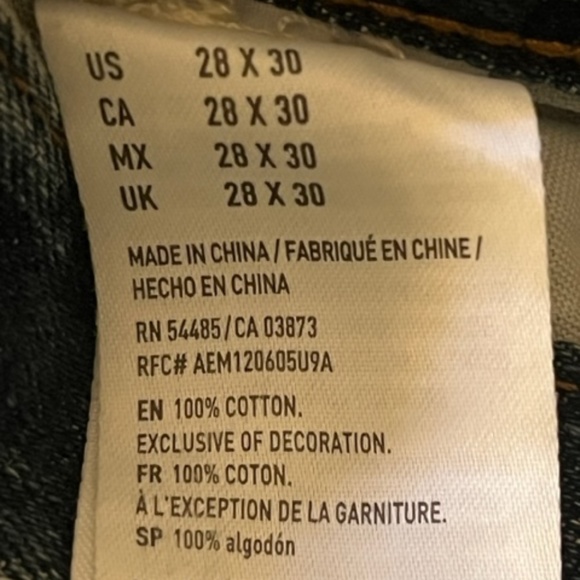 US 28 X 30
CA 28 X 30
MX 28 X 30
UK 28 X 30
MADE IN CHINA / FABRIQUÉ EN CHINE /
HECHO EN CHINA
RN 54485 / CA 03873
RFC# AEM120605U9A
EN 100% COTTON.
EXCLUSIVE OF DECORATION.
FR 100% COTON.
À L'EXCEPTION DE LA GARNITURE.
SP 100% algodón